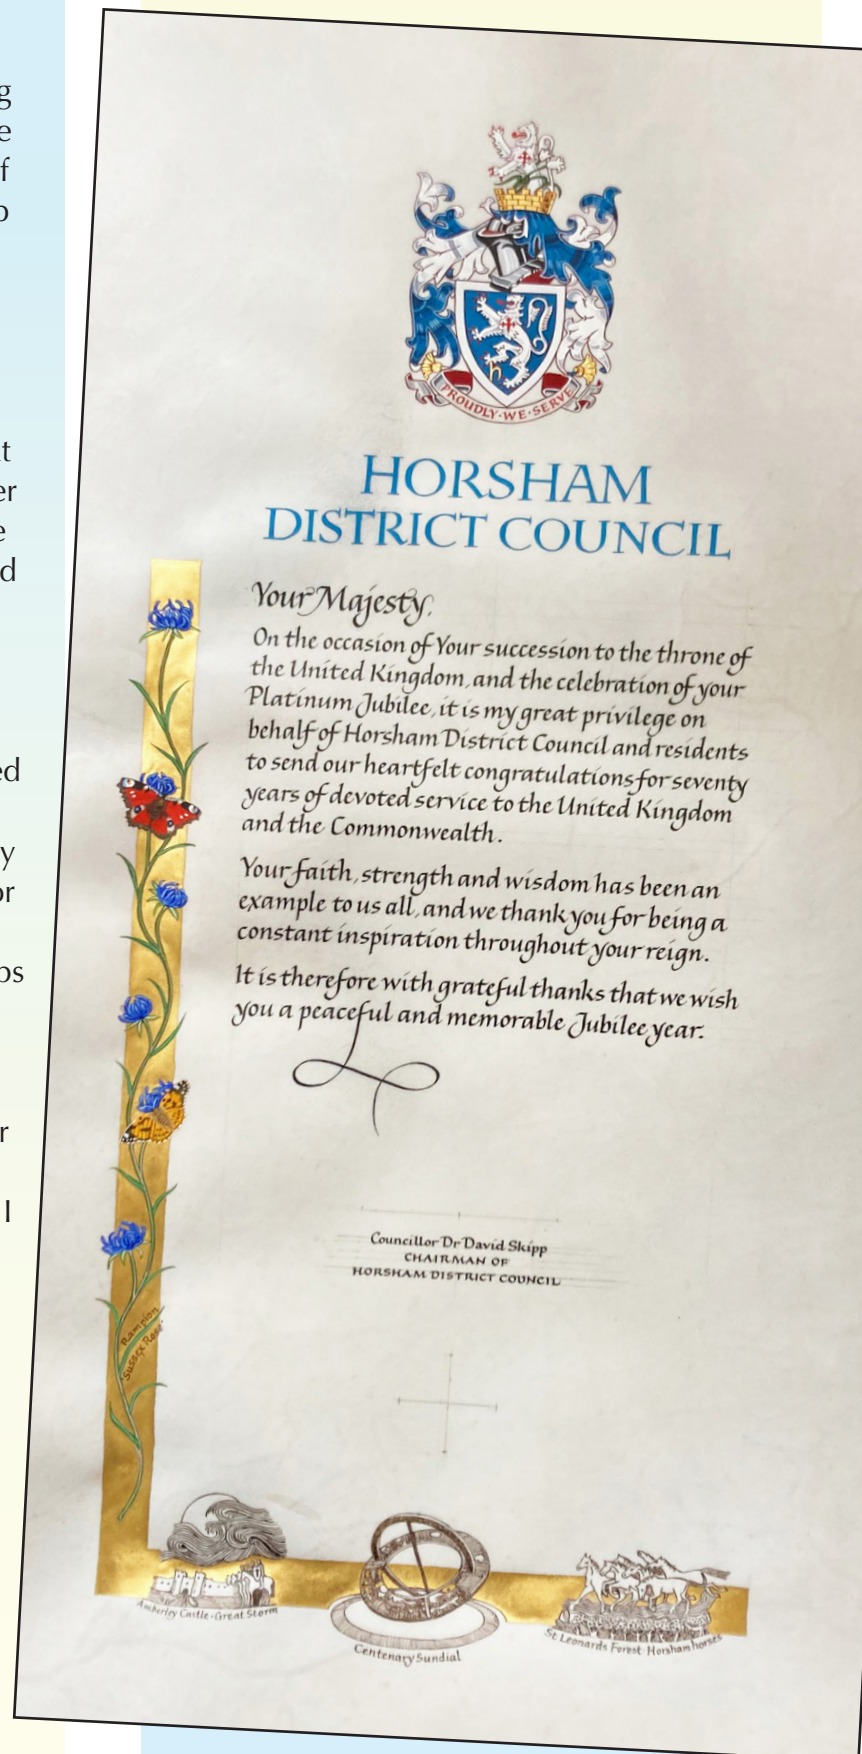 g
e
f
t
er
e
d
ed
y
or
r
I
PROUDLY·WE·SERVE
HORSHAM
DISTRICT COUNCIL
Your Majesty,
On the occasion of Your succession to the throne of
the United Kingdom, and the celebration of your
Platinum Jubilee, it is my great privilege on
behalf of Horsham District Council and residents
to send our heartfelt congratulations for seventy
years of devoted service to the United Kingdom
and the Commonwealth.
Your faith, strength and wisdom has been an
example to us all, and we thank you for being a
constant inspiration throughout your reign.
It is therefore with grateful thanks that we wish
you a peaceful and memorable Jubilee year.
Councillor Dr David Skipp
CHAIRMAN OF
HORSHAM DISTRICT COUNCIL
Rampion
'Sussex Rose'
Amberley Castle · Great Storm
Centenary Sundial
St Leonards Forest · Horsham horses